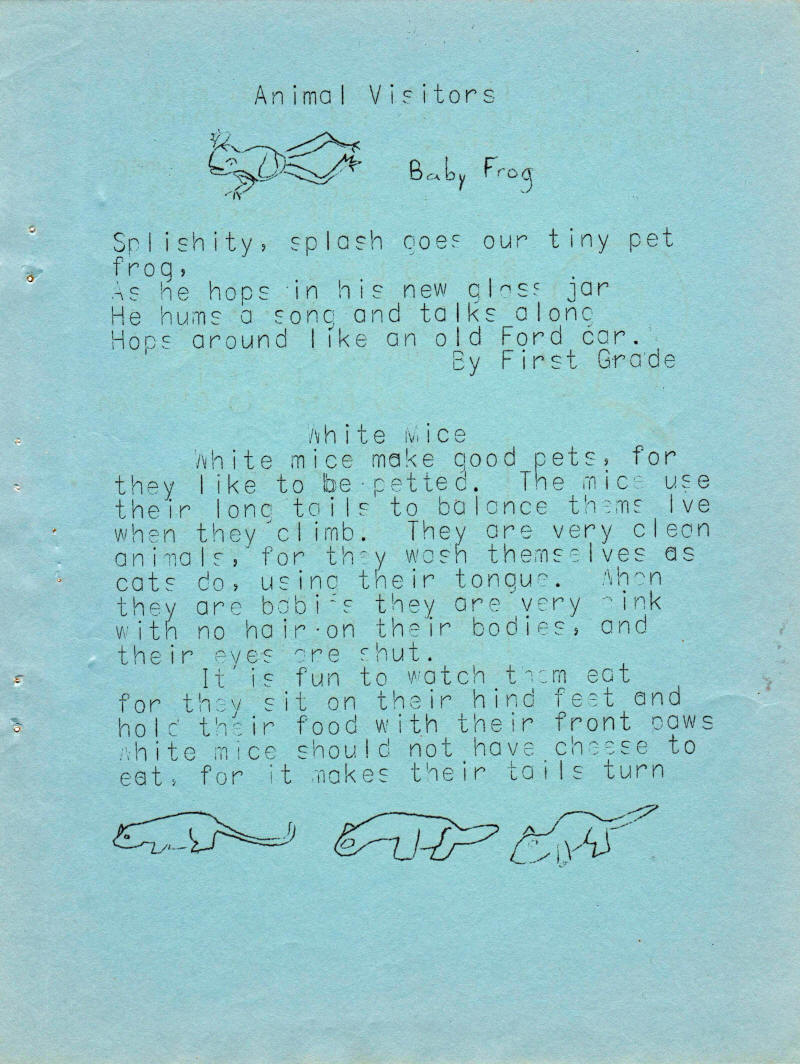 Animal Visitors
Baby Frog
Splishity, splash goes our tiny pet
frog,
As he hops in his new glass jar
He hums a song and talks along
Hops around like an old Ford car.
By First Grade
White Mice
White mice make good pets, for
they like to be petted. The mice use
their long tails to balance themselves
when they climb. They are very clean
animals, for they wash themselves as
cats do, using their tongue. When
they are babies they are very pink
with no hair on their bodies, and
their eyes are shut.
It is fun to watch them eat
for they sit on their hind feet and
hold their food with their front paws
White mice should not have cheese to
eat, for it makes their tails turn